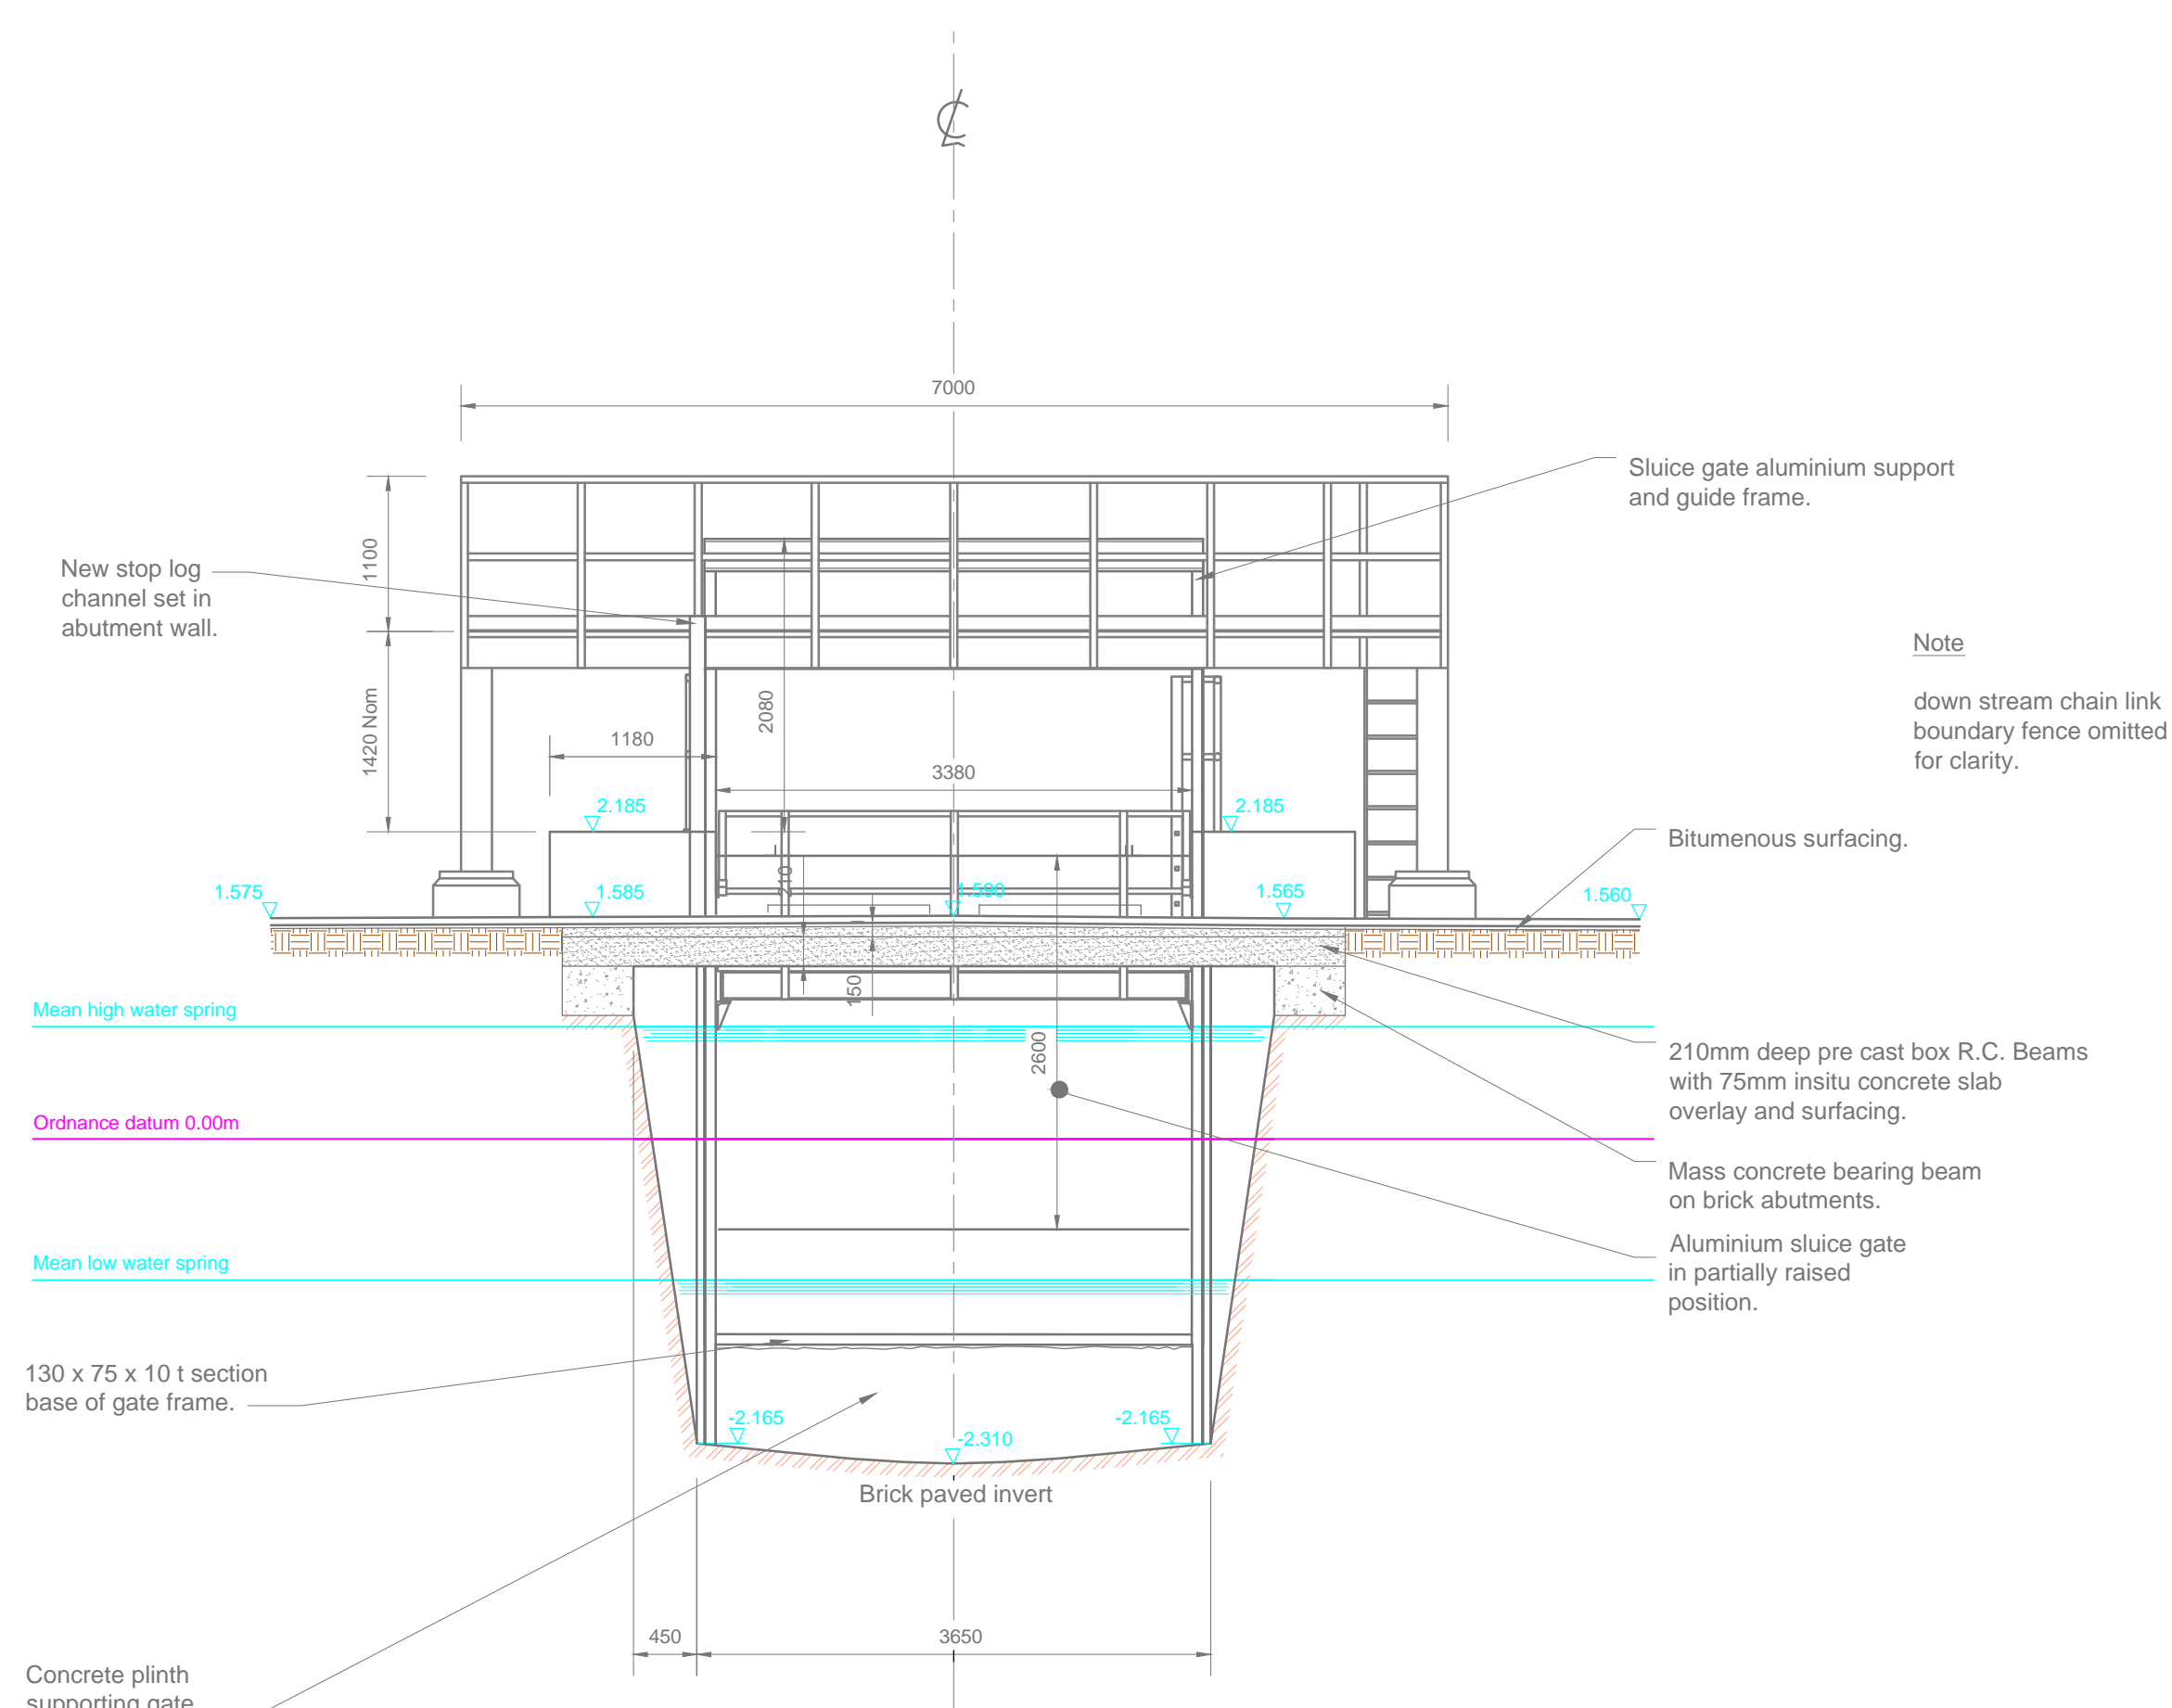 7000
Sluice gate aluminium support
and guide frame.
New stop log
channel set in
abutment wall.
1100
Note
down stream chain link
boundary fence omitted
for clarity.
1420 Nom
2080
1180
3380
2.185
2.185
Bitumenous surfacing.
1.575
1.585
1.590
1.565
1.560
210
150
2600
Mean high water spring
210mm deep pre cast box R.C. Beams
with 75mm insitu concrete slab
overlay and surfacing.
Ordnance datum 0.00m
Mass concrete bearing beam
on brick abutments.
Aluminium sluice gate
in partially raised
position.
Mean low water spring
130 x 75 x 10 t section
base of gate frame.
-2.165
-2.165
-2.310
Brick paved invert
450
3650
Concrete plinth
supporting gate